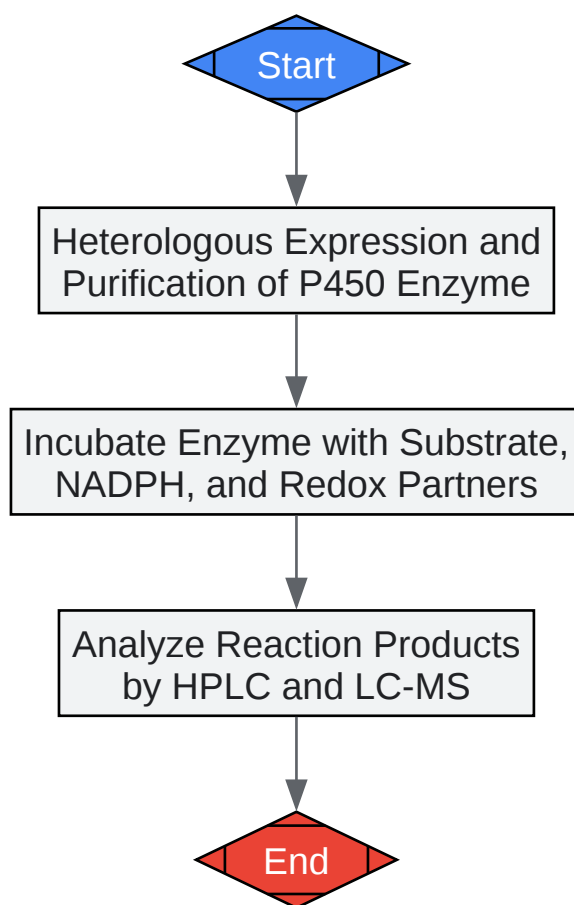 Start
Heterologous Expression and
Purification of P450 Enzyme
Incubate Enzyme with Substrate,
NADPH, and Redox Partners
Analyze Reaction Products
by HPLC and LC-MS
End